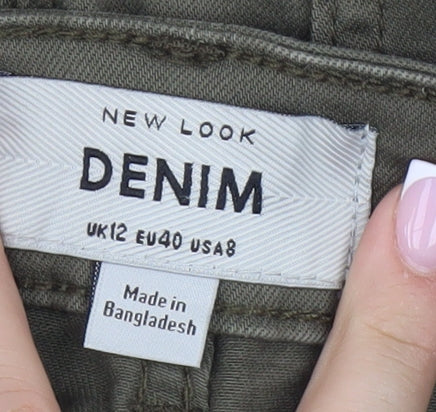 NEW LOOK
DENIM
UK12 EU40 USA8
Made in
Bangladesh